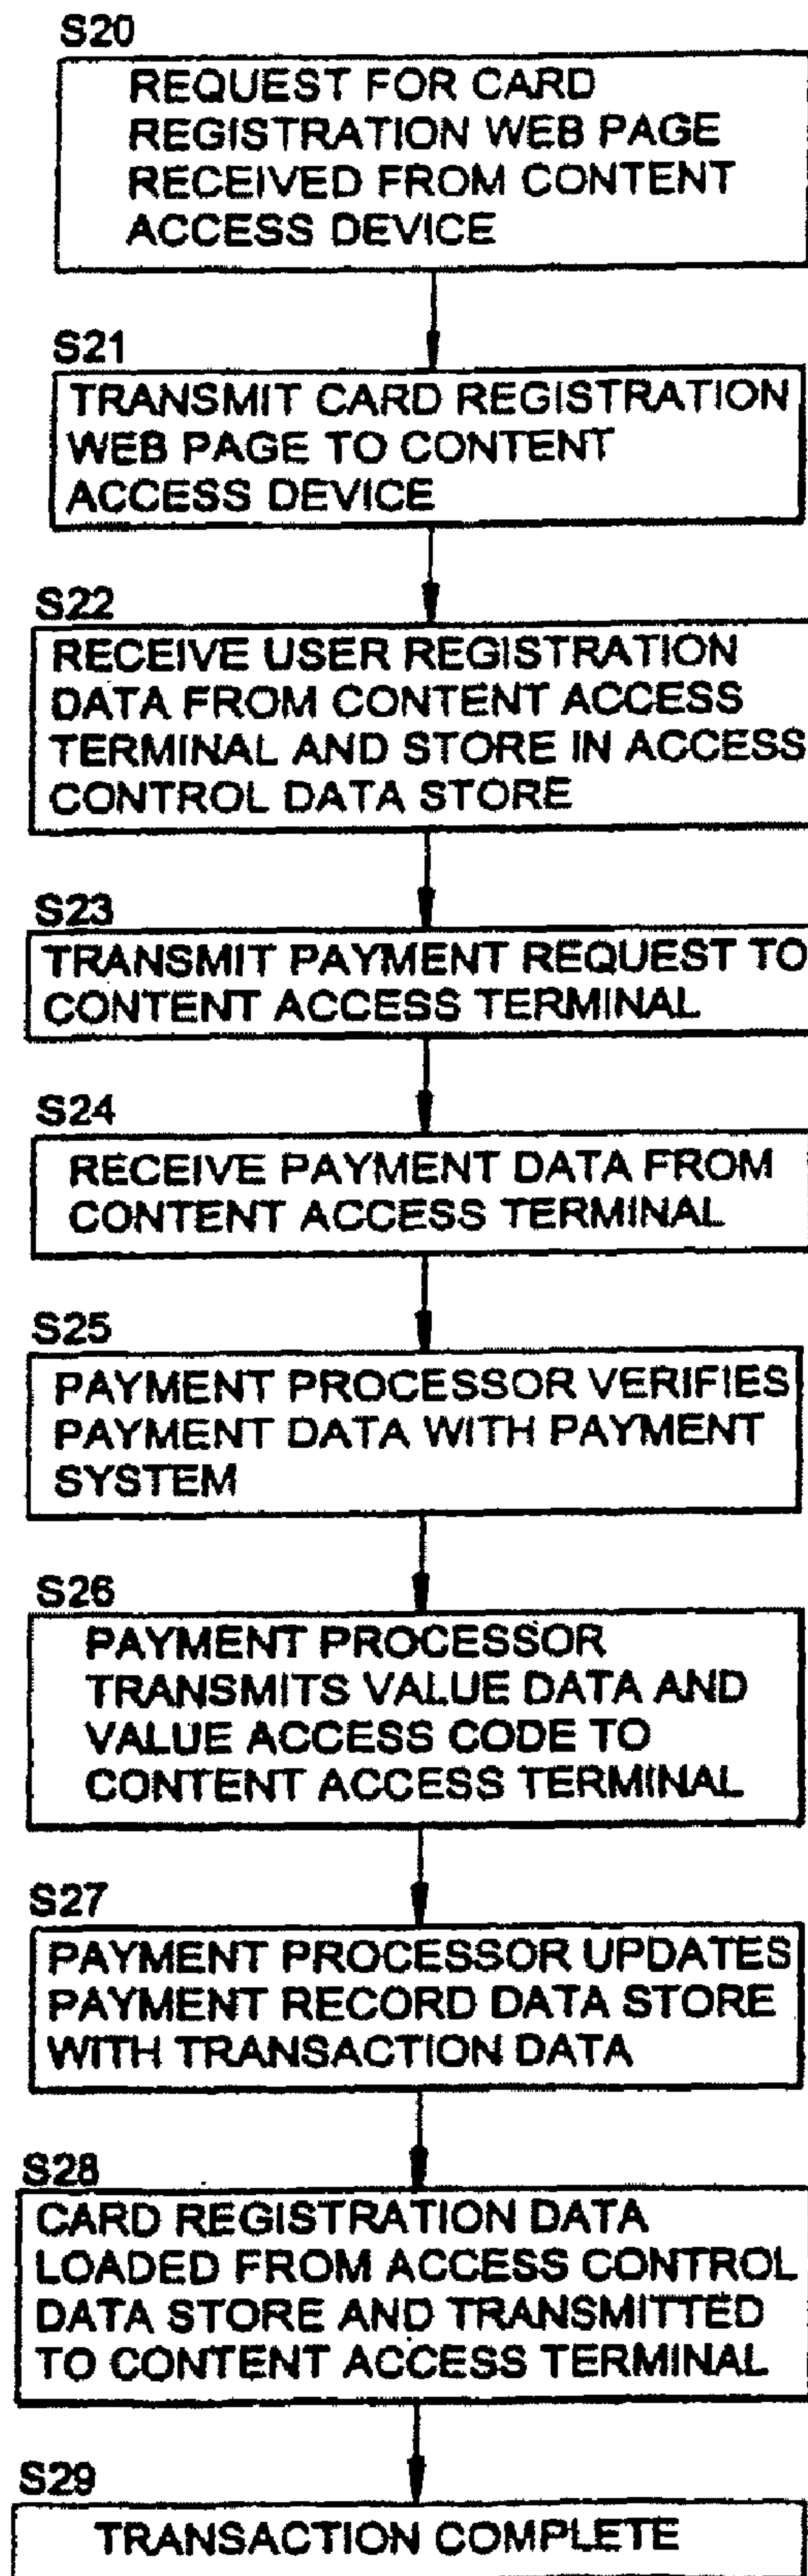 S20
REQUEST FOR CARD
REGISTRATION WEB PAGE
RECEIVED FROM CONTENT
ACCESS DEVICE
S21
TRANSMIT CARD REGISTRATION
WEB PAGE TO CONTENT
ACCESS DEVICE
S22
RECEIVE USER REGISTRATION
DATA FROM CONTENT ACCESS
TERMINAL AND STORE IN ACCESS
CONTROL DATA STORE
S23
TRANSMIT PAYMENT REQUEST TO
CONTENT ACCESS TERMINAL
S24
RECEIVE PAYMENT DATA FROM
CONTENT ACCESS TERMINAL
S25
PAYMENT PROCESSOR VERIFIES
PAYMENT DATA WITH PAYMENT
SYSTEM
S26
PAYMENT PROCESSOR
TRANSMITS VALUE DATA AND
VALUE ACCESS CODE TO
CONTENT ACCESS TERMINAL
S27
PAYMENT PROCESSOR UPDATES
PAYMENT RECORD DATA STORE
WITH TRANSACTION DATA
S28
CARD REGISTRATION DATA
LOADED FROM ACCESS CONTROL
DATA STORE AND TRANSMITTED
TO CONTENT ACCESS TERMINAL
S29
TRANSACTION COMPLETE